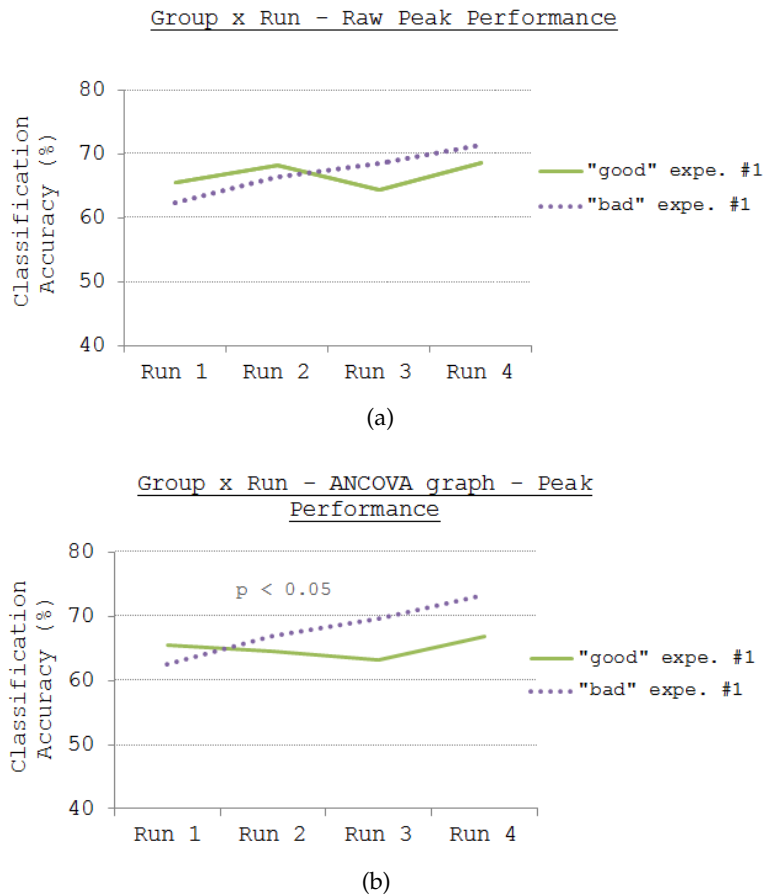 Group x Run - Raw Peak Performance
Classification
Accuracy (%)
80
70
60
50
40
Run 1
Run 2
Run 3
Run 4
"good" expe. #1
"bad" expe. #1
(a)
Group x Run - ANCOVA graph - Peak
Performance
Classification
Accuracy (%)
80
70
60
50
40
p < 0.05
Run 1
Run 2
Run 3
Run 4
"good" expe. #1
"bad" expe. #1
(b)